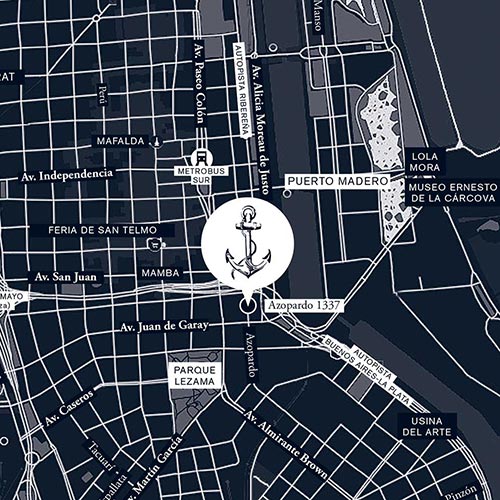 Manso
RAT
Av. Paseo Colón
AUTOPISTA RIBEREÑA
Av. Alicia Moreau de Justo
Perú
MAFALDA
METROBUS
SUR
LOLA
MORA
Av. Independencia
PUERTO MADERO
MUSEO ERNESTO
DE LA CÁRCOVA
FERIA DE SAN TELMO
MAMBA
Av. San Juan
MAYO
za)
Azopardo 1337
Av. Juan de Garay
Azopardo
AUTOPISTA
BUENOS AIRES-LA PLATA
PARQUE
LEZAMA
Av. Caseros
Av. Almirante Brown
USINA
DEL ARTE
Tacuarí
Av. Martín García
Pinzón